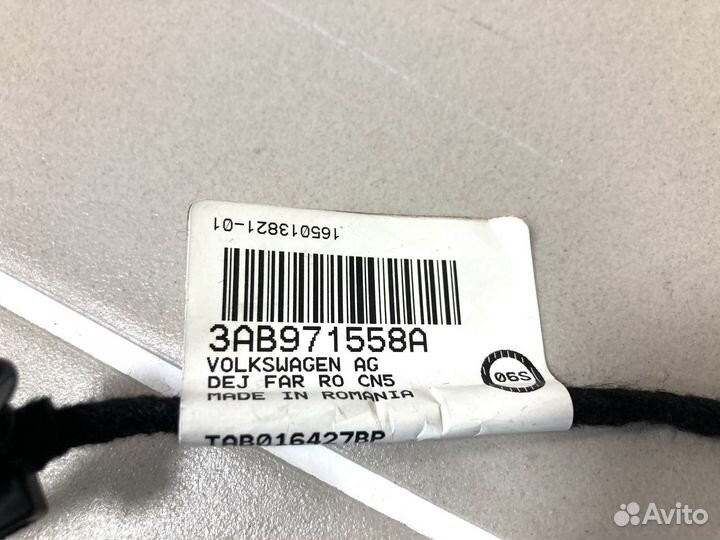 165013821-01
3AB971558A
VOLKSWAGEN AG
DEJ FAR RO CN5
MADE IN ROMANIA
06S
TAB016427BP
Avito